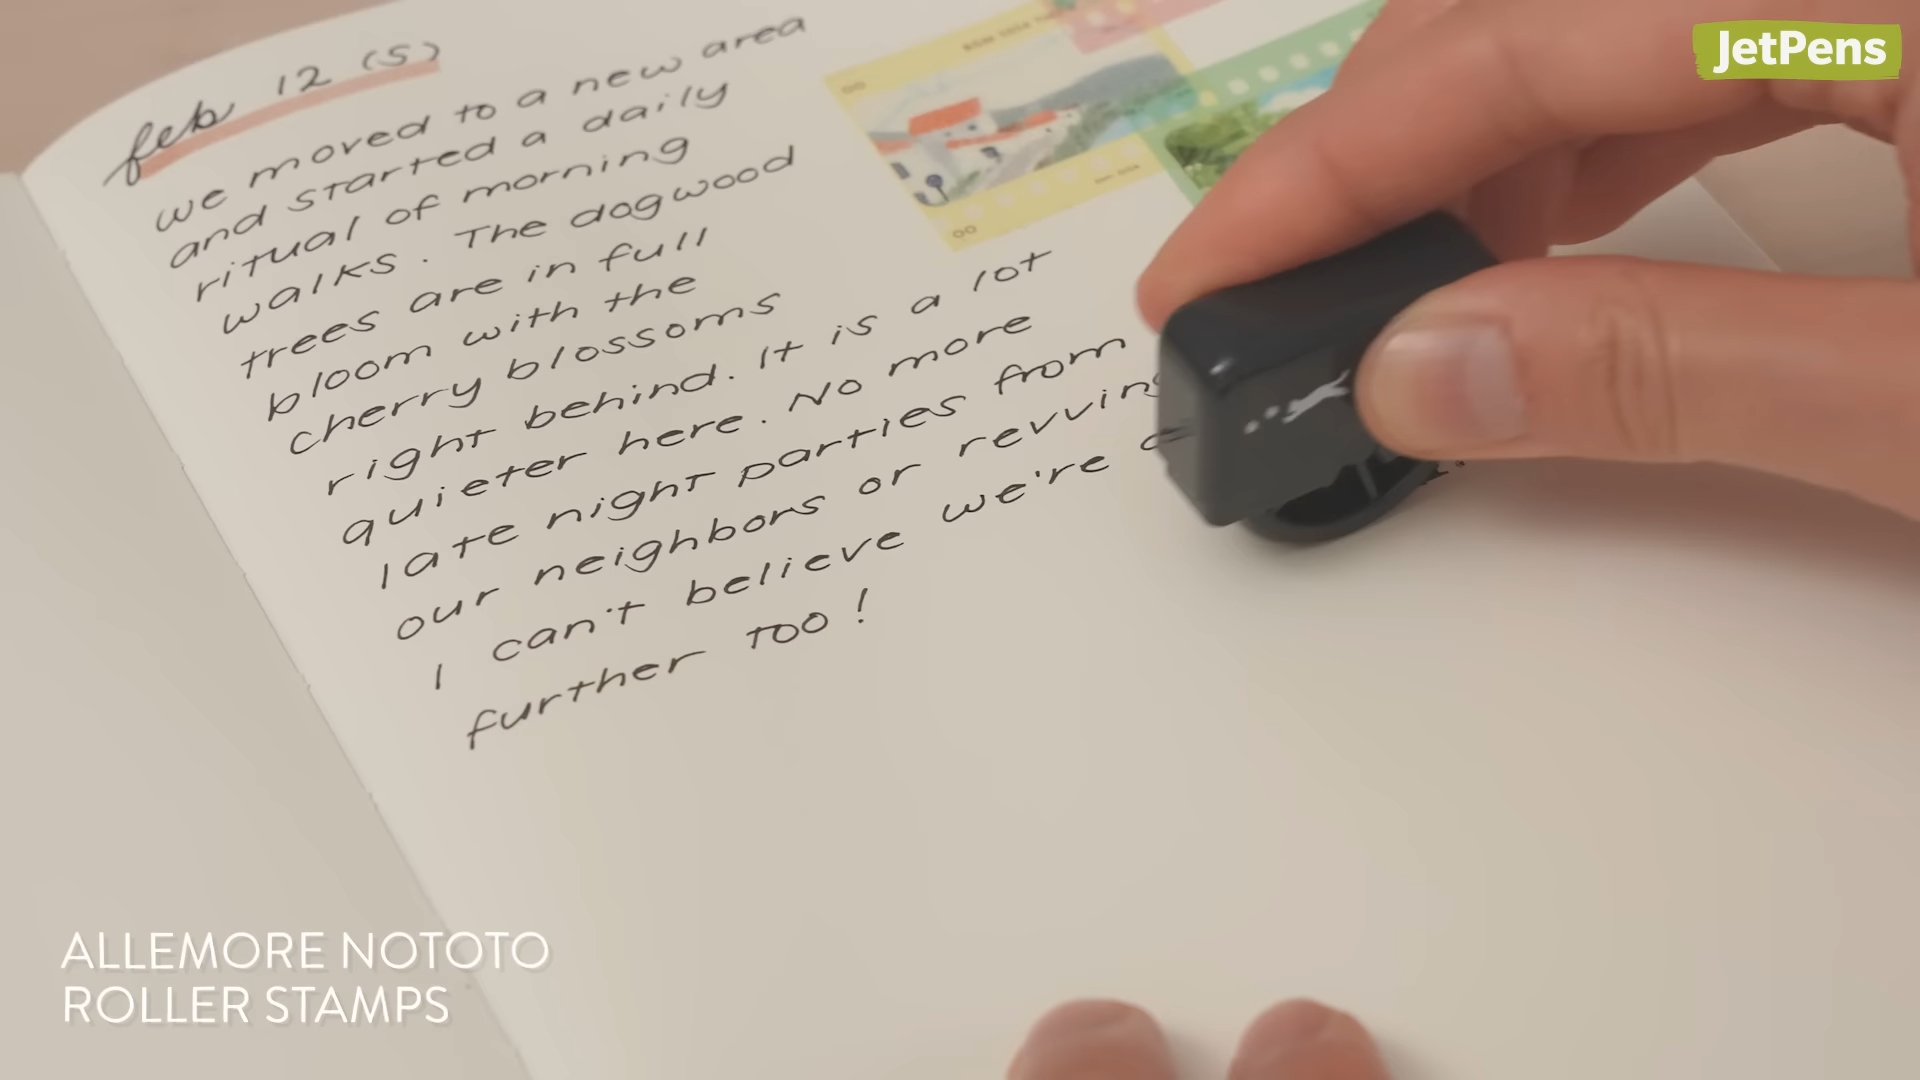 JetPens
feb 12 (S)
we moved to a new area
and started a daily
ritual of morning
walks. The dogwood
trees are in full
bloom with the
cherry blossoms
right behind. It is a lot
quieter here. No more
late night parties from
our neighbors or revving
I can't believe we're
further too!
ALLEMORE NOTOTO
ROLLER STAMPS